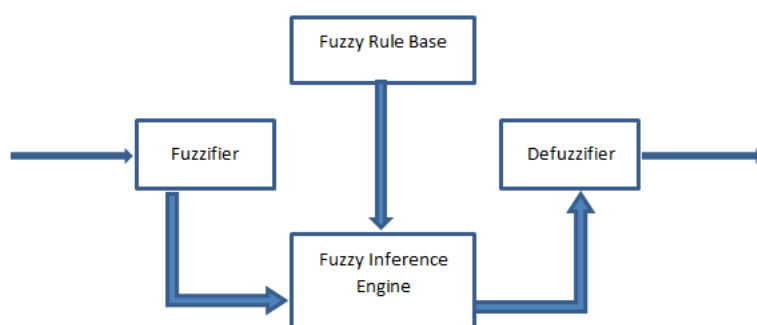 Fuzzy Rule Base
Fuzzifier
Defuzzifier
Fuzzy Inference
Engine